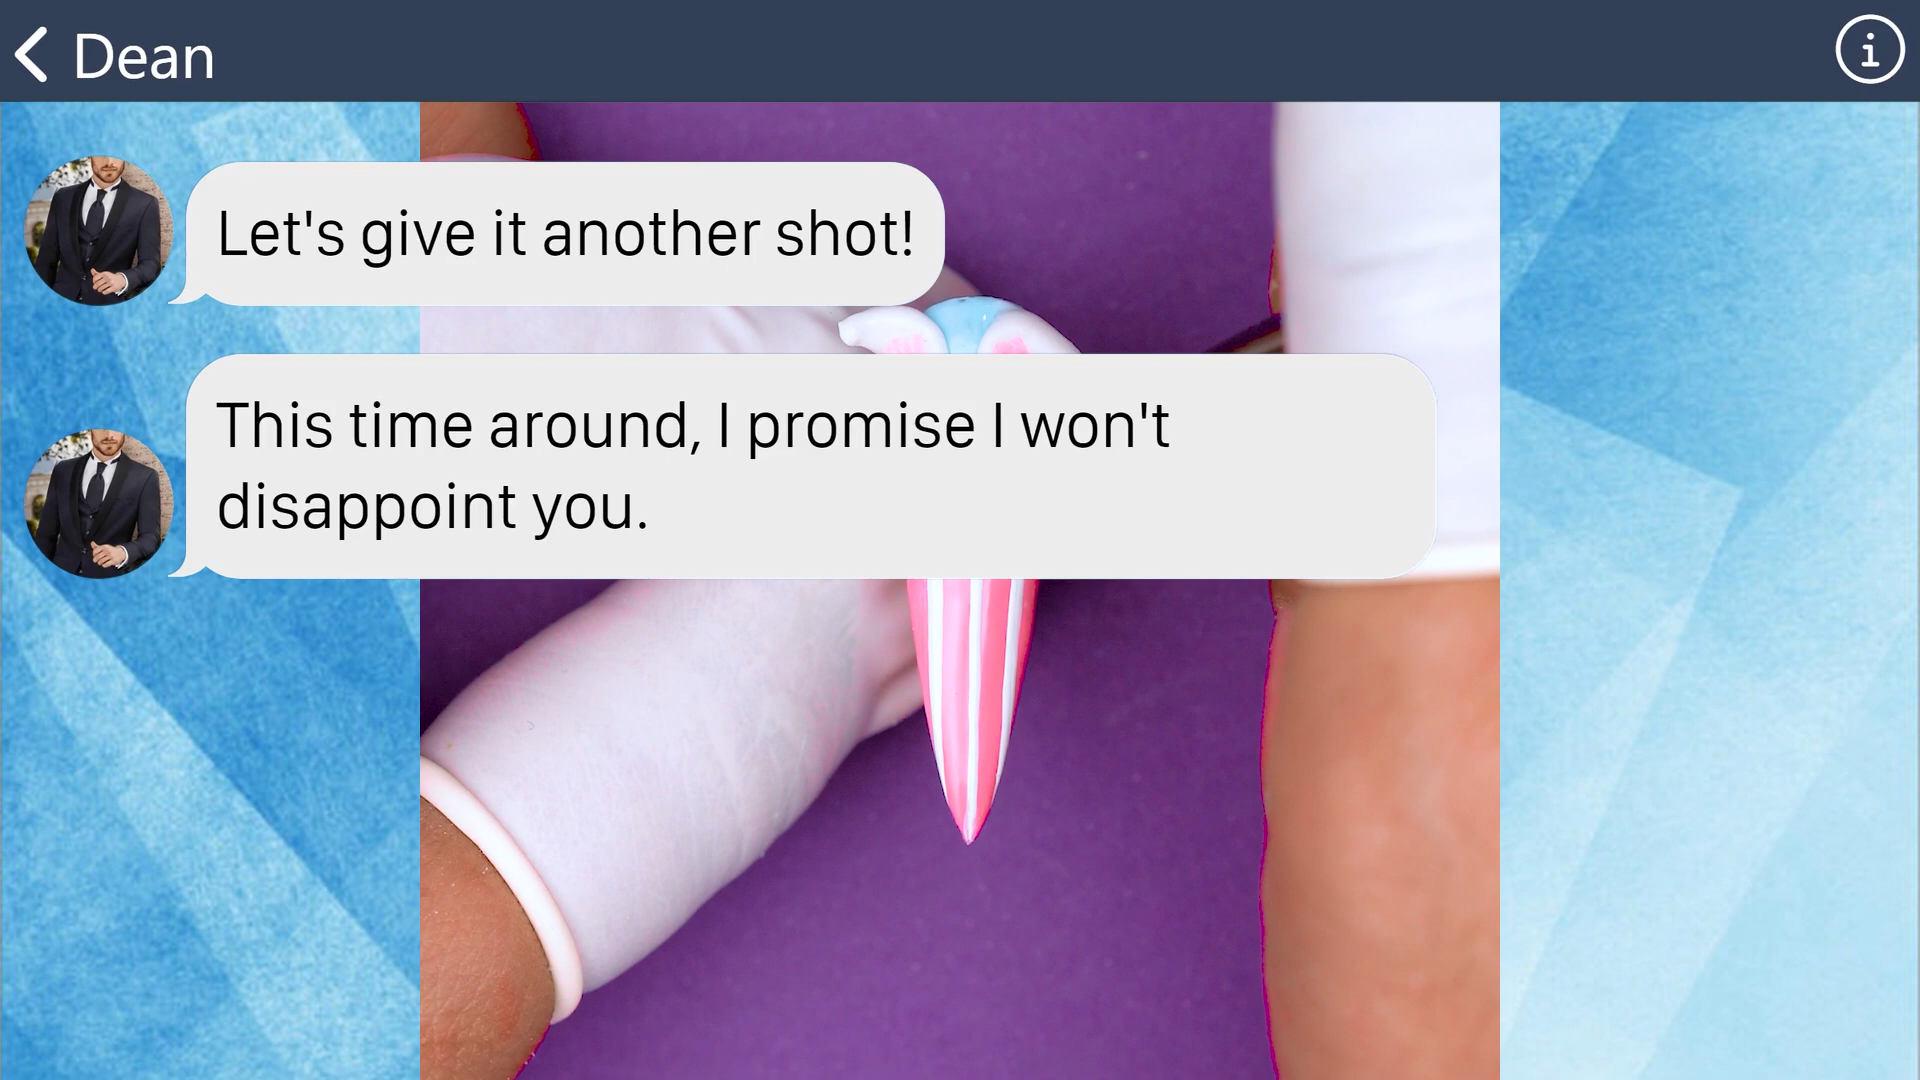 Dean
Let's give it another shot!
This time around, I promise I won't
disappoint you.